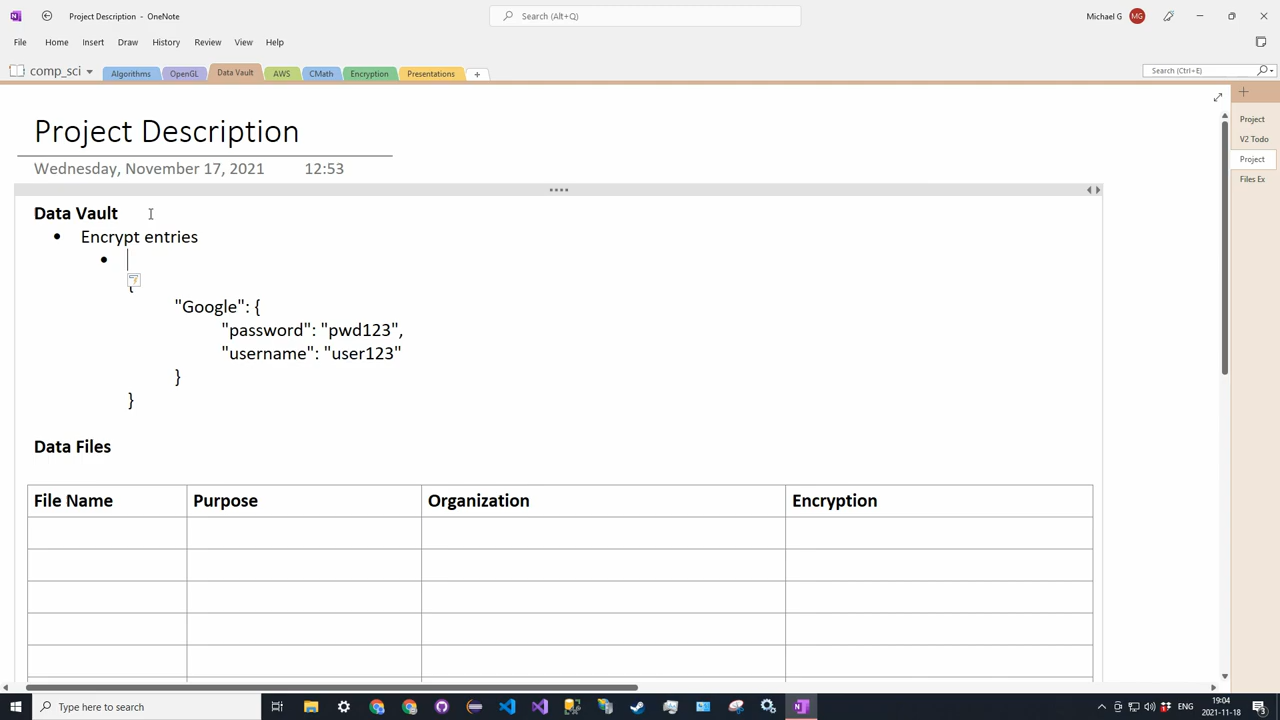 Project Description - OneNote
Search (Alt+Q)
Michael G
MG
File Home Insert Draw History Review View Help
comp_sci
Algorithms OpenGL Data Vault AWS CMath Encryption Presentations +
Search (Ctrl+E)
Project Description
Wednesday, November 17, 2021 12:53
Project
V2 Todo
Project
Files Ex
Data Vault
• Encrypt entries
•
{
"Google": {
"password": "pwd123",
"username": "user123"
}
}
Data Files
File Name Purpose Organization Encryption
Type here to search
ENG
19:04
2021-11-18